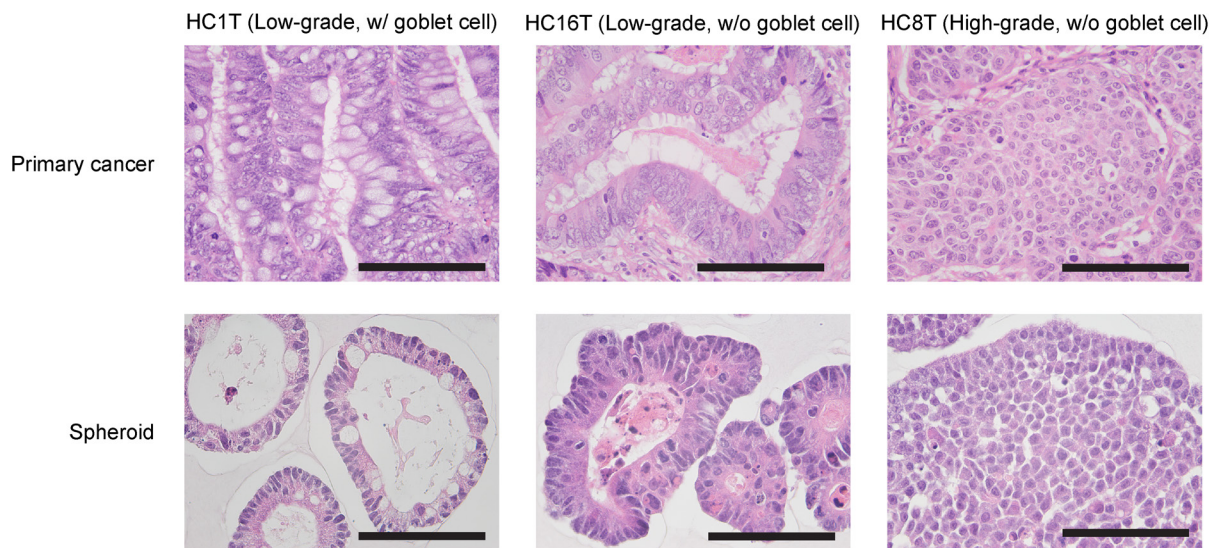 HC1T (Low-grade, w/ goblet cell)
HC16T (Low-grade, w/o goblet cell)
HC8T (High-grade, w/o goblet cell)
Primary cancer
Spheroid